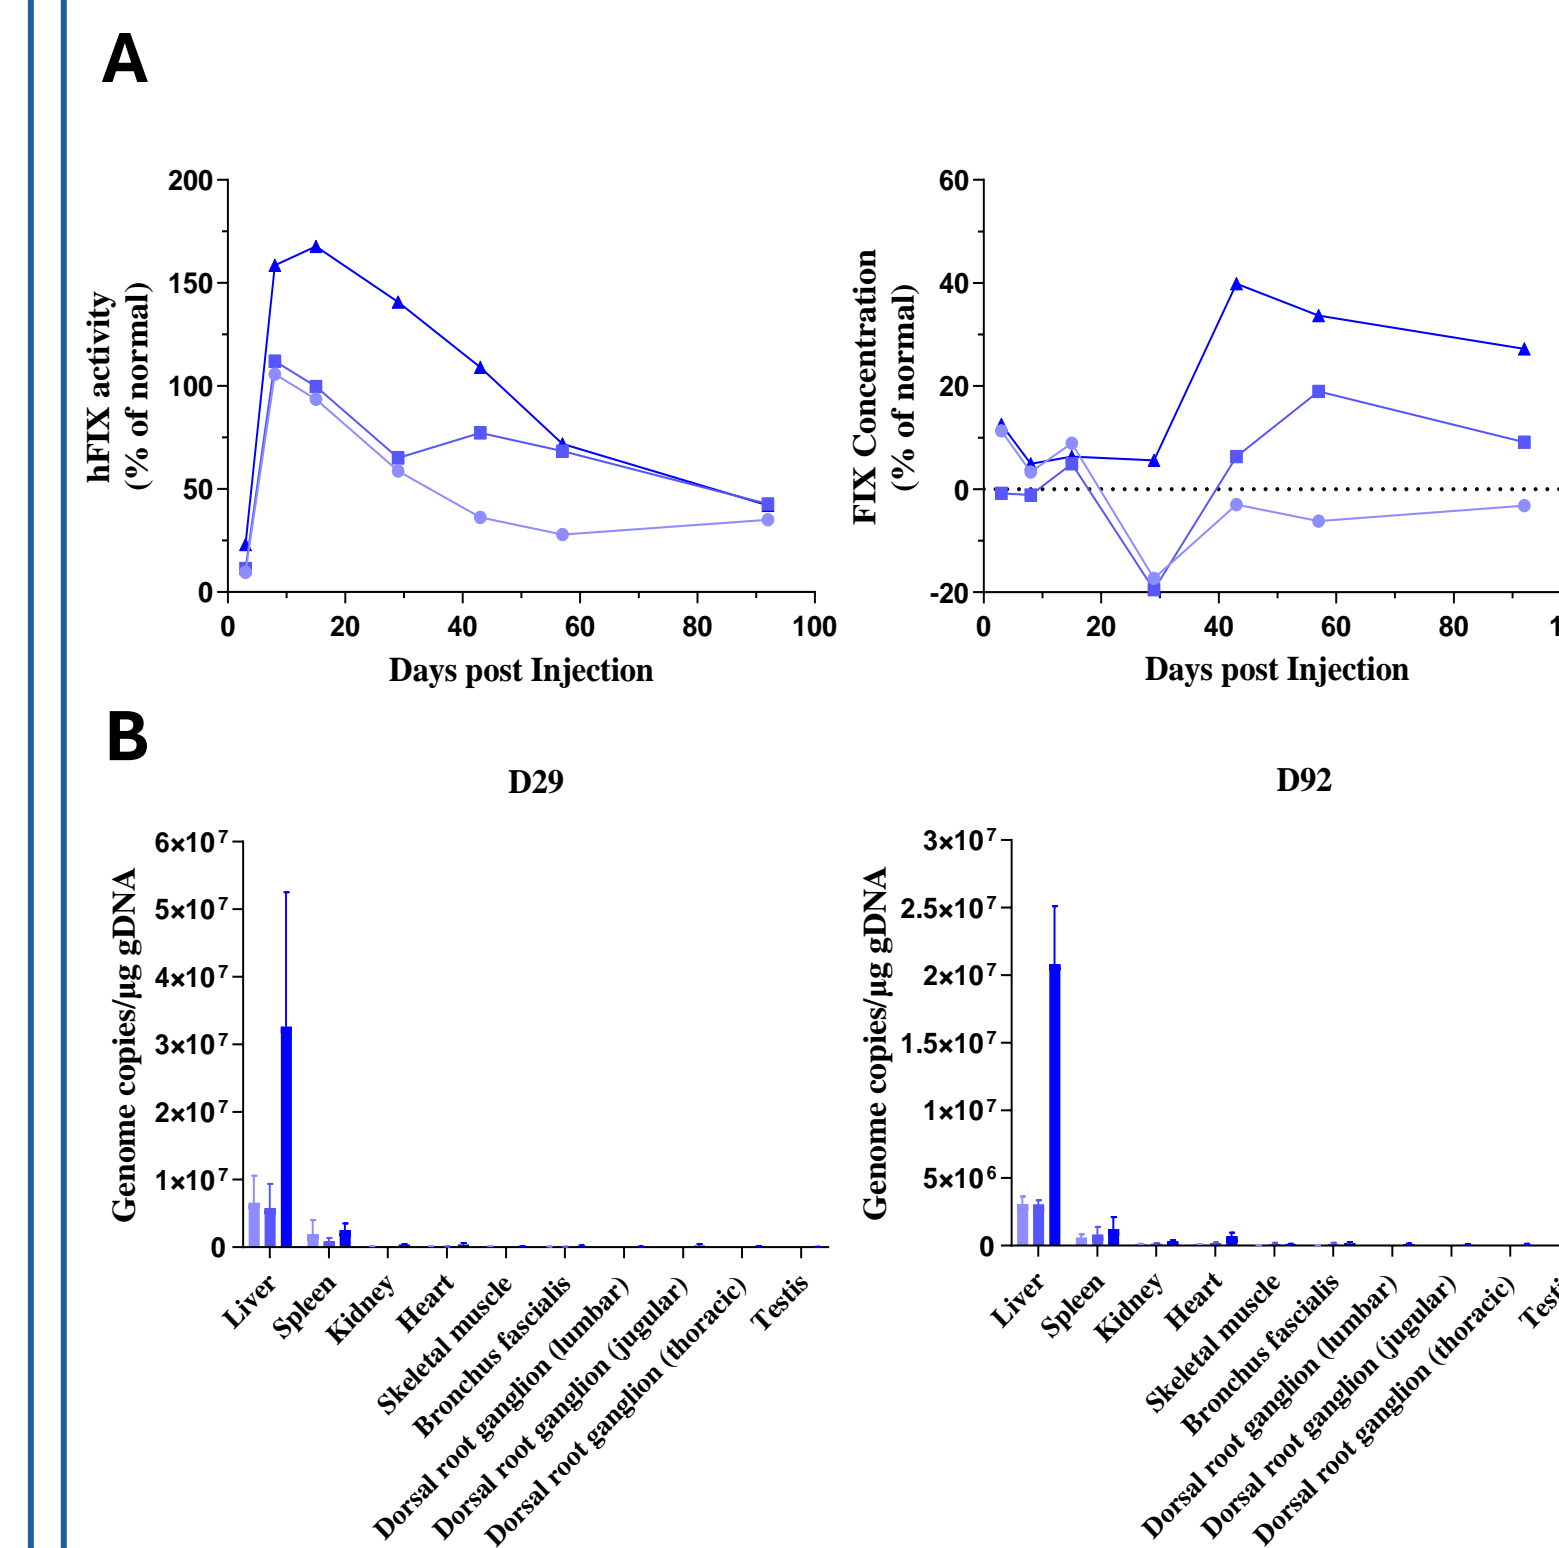 A
200
150
100
50
0
hFIX activity
(% of normal)
0 20 40 60 80 100
Days post Injection
60
40
20
0
-20
FIX Concentration
(% of normal)
0 20 40 60 80 1
Days post Injection
B
D29
6×10⁷
5×10⁷
4×10⁷
3×10⁷
2×10⁷
1×10⁷
0
Genome copies/µg gDNA
Liver
Spleen
Kidney
Heart
Skeletal muscle
Bronchus fascialis
Dorsal root ganglion (lumbar)
Dorsal root ganglion (jugular)
Dorsal root ganglion (thoracic)
Testis
D92
3×10⁷
2.5×10⁷
2×10⁷
1.5×10⁷
1×10⁷
5×10⁶
0
Genome copies/µg gDNA
Liver
Spleen
Kidney
Heart
Skeletal muscle
Bronchus fascialis
Dorsal root ganglion (lumbar)
Dorsal root ganglion (jugular)
Dorsal root ganglion (thoracic)
Testi